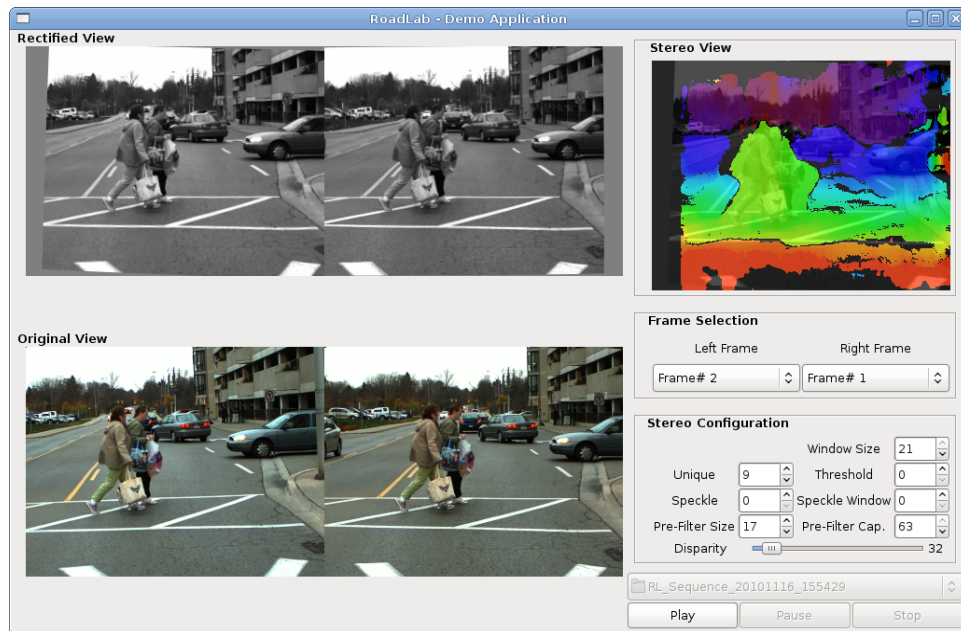 RoadLab - Demo Application
Rectified View
Stereo View
Original View
Frame Selection
Left Frame Right Frame
Frame# 2 Frame# 1
Stereo Configuration
Window Size 21
Unique 9 Threshold 0
Speckle 0 Speckle Window 0
Pre-Filter Size 17 Pre-Filter Cap. 63
Disparity 32
RL_Sequence_20101116_155429
Play Pause Stop